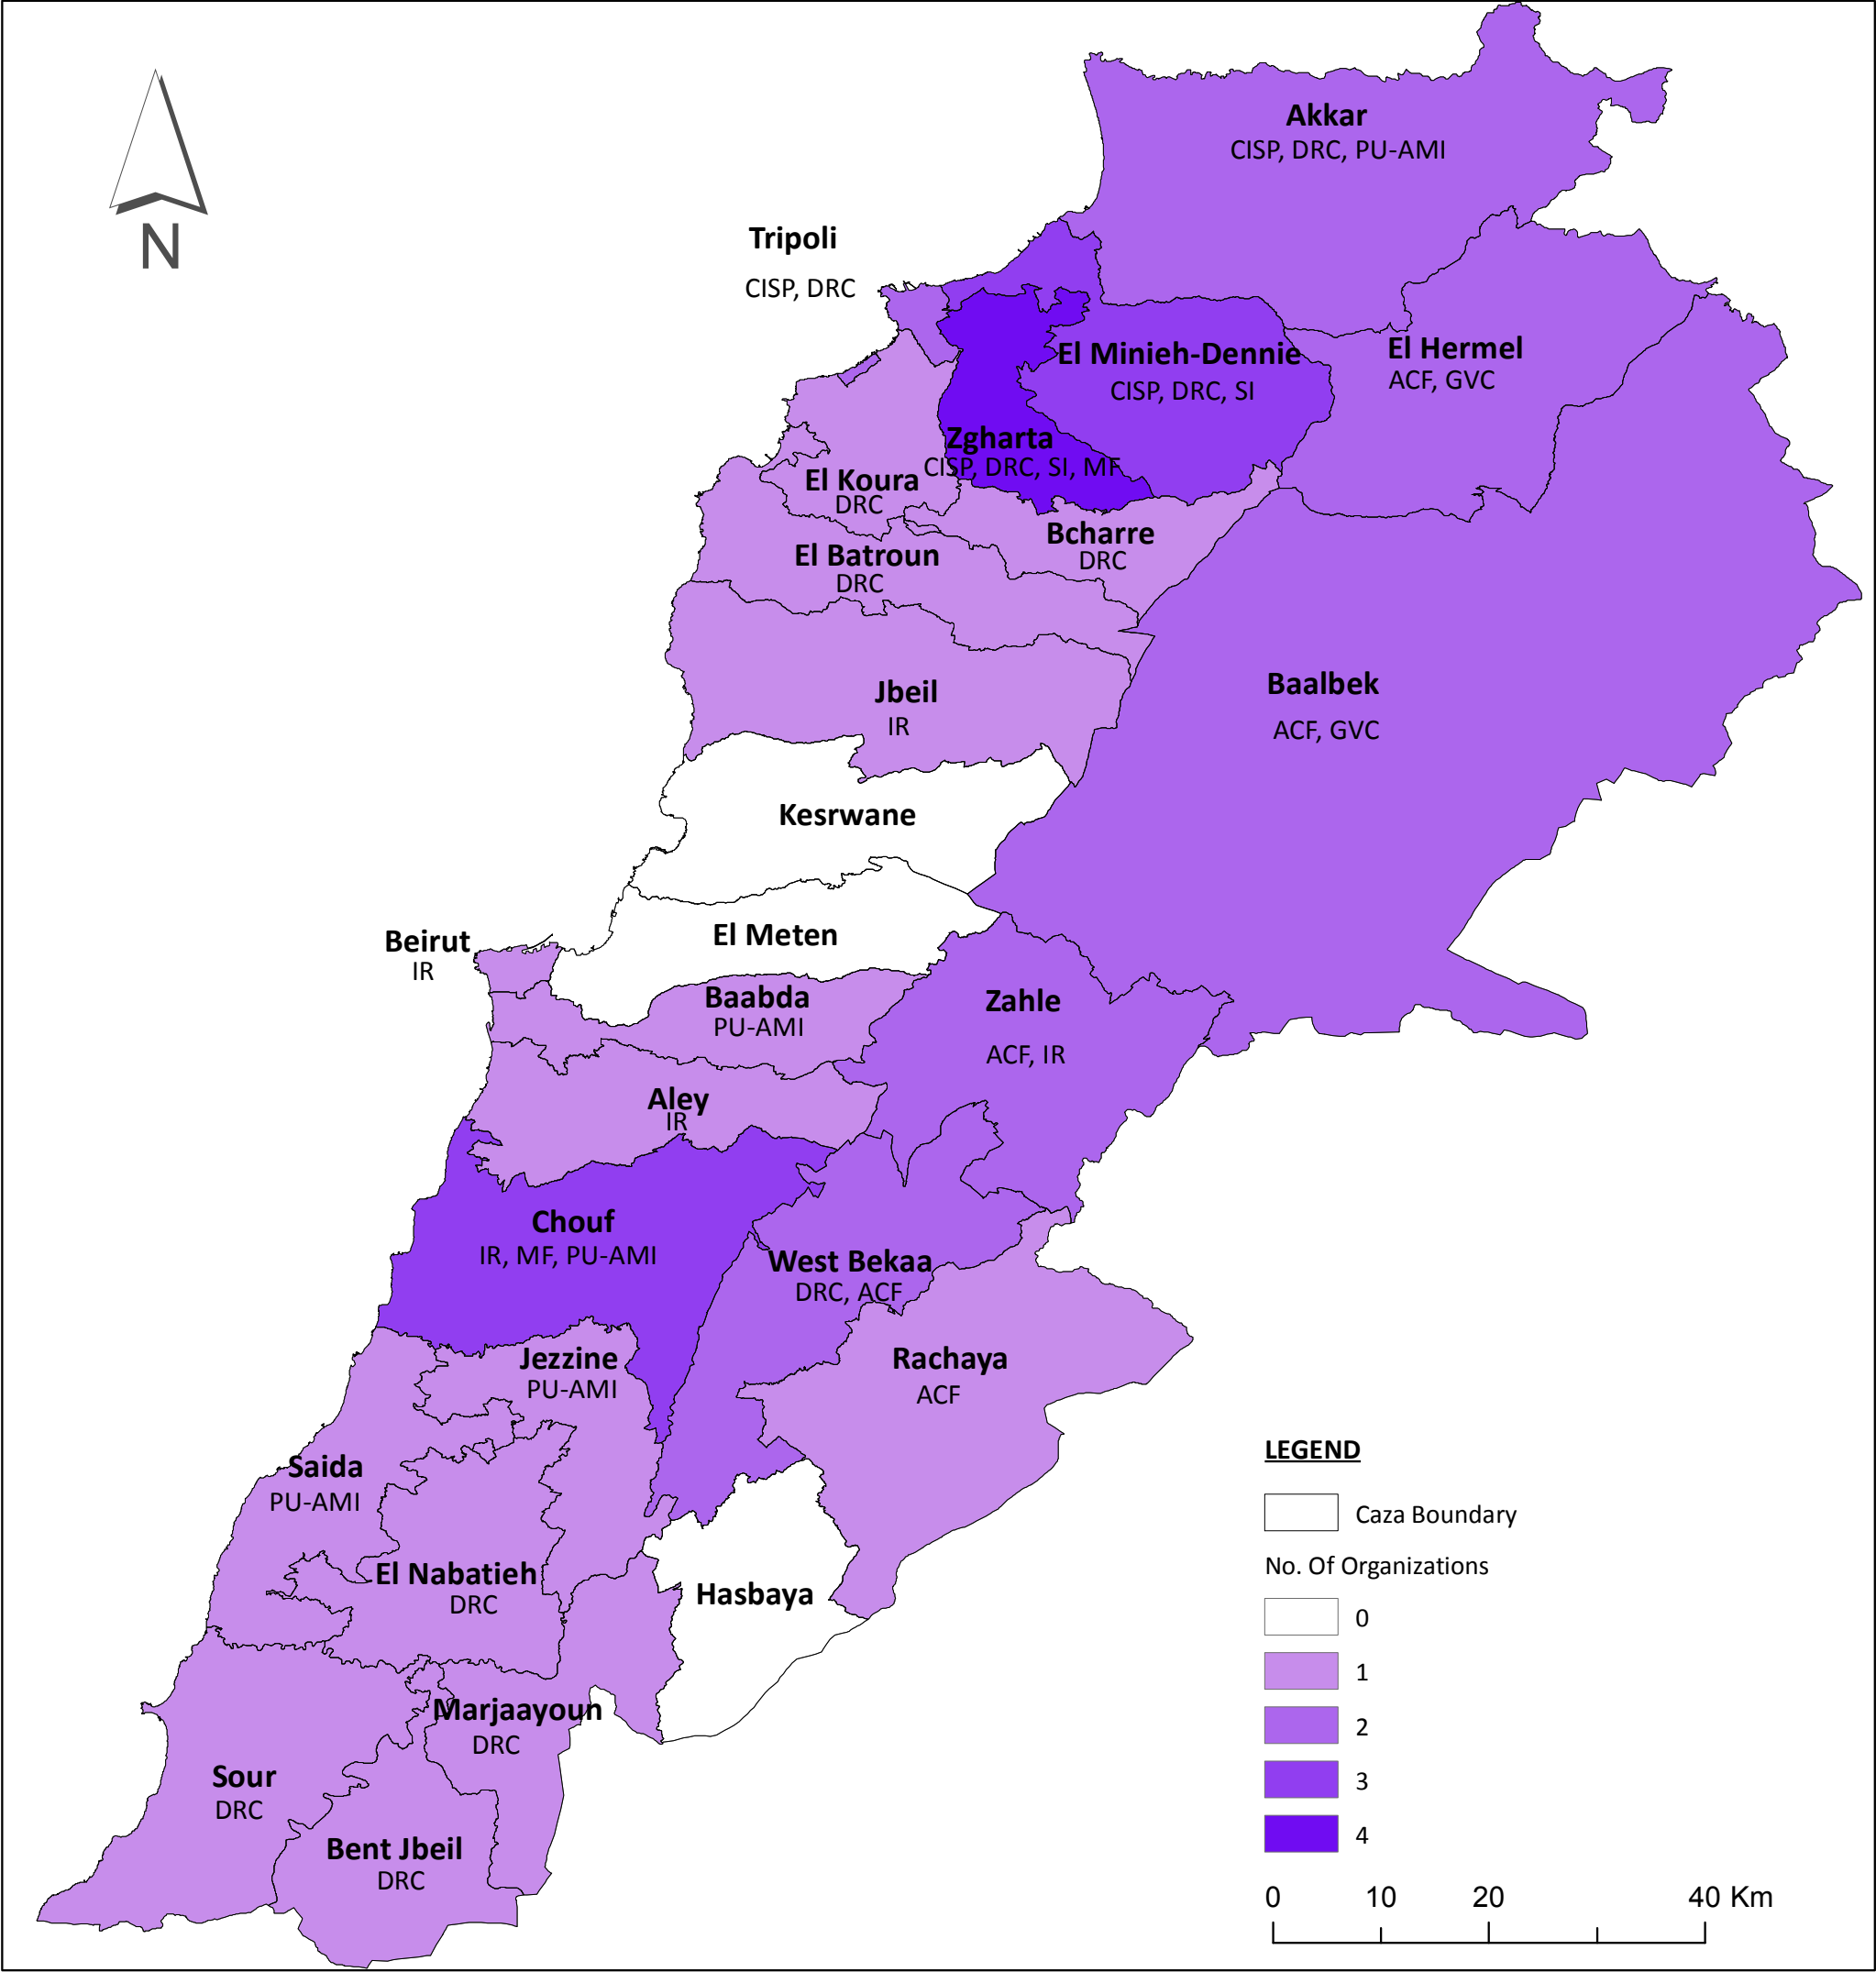 N
Akkar
CISP, DRC, PU-AMI
Tripoli
CISP, DRC
El Minieh-Dennie
CISP, DRC, SI
El Hermel
ACF, GVC
Zgharta
CISP, DRC, SI, MF
El Koura
DRC
Bcharre
DRC
El Batroun
DRC
Jbeil
IR
Baalbek
ACF, GVC
Kesrwane
El Meten
Beirut
IR
Baabda
PU-AMI
Zahle
ACF, IR
Aley
IR
Chouf
IR, MF, PU-AMI
West Bekaa
DRC, ACF
Rachaya
ACF
Jezzine
PU-AMI
Saida
PU-AMI
El Nabatieh
DRC
Hasbaya
Marjaayoun
DRC
Sour
DRC
Bent Jbeil
DRC
LEGEND
Caza Boundary
No. Of Organizations
0
1
2
3
4
0 10 20 40 Km